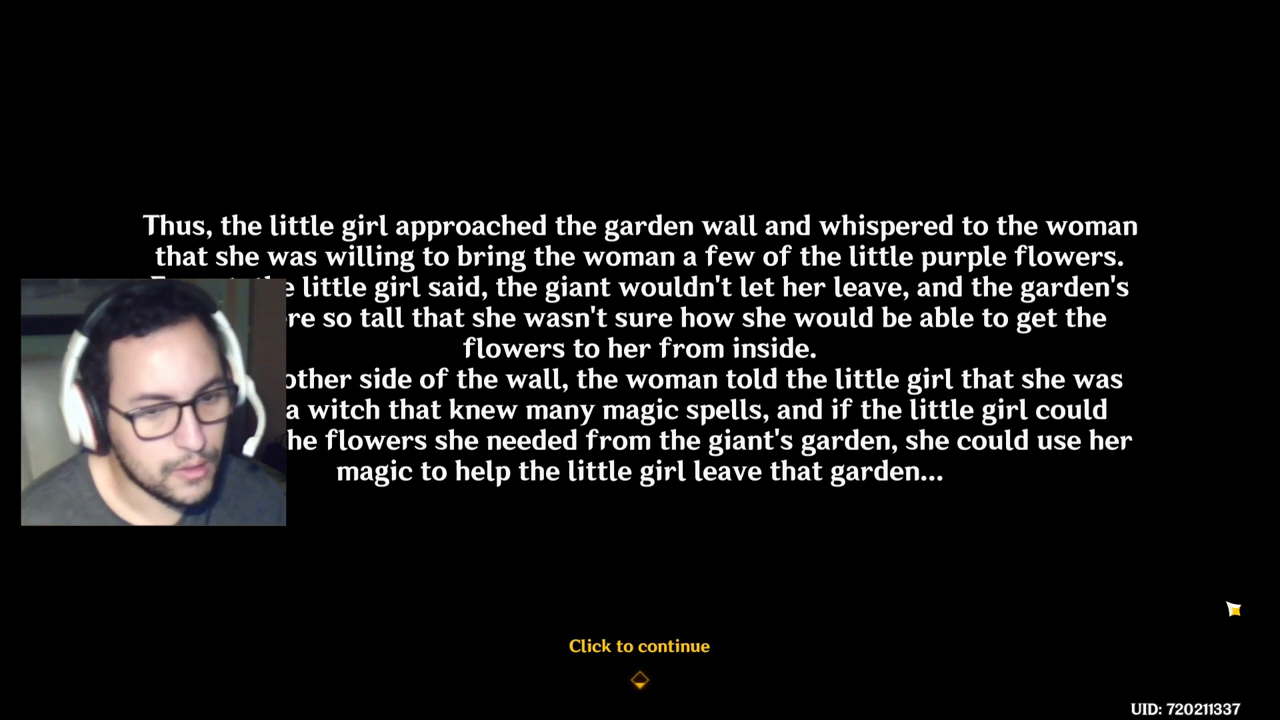 Thus, the little girl approached the garden wall and whispered to the woman
that she was willing to bring the woman a few of the little purple flowers.
little girl said, the giant wouldn't let her leave, and the garden's
so tall that she wasn't sure how she would be able to get the
flowers to her from inside.
other side of the wall, the woman told the little girl that she was
a witch that knew many magic spells, and if the little girl could
flowers she needed from the giant's garden, she could use her
magic to help the little girl leave that garden...
Click to continue
UID: 720211337